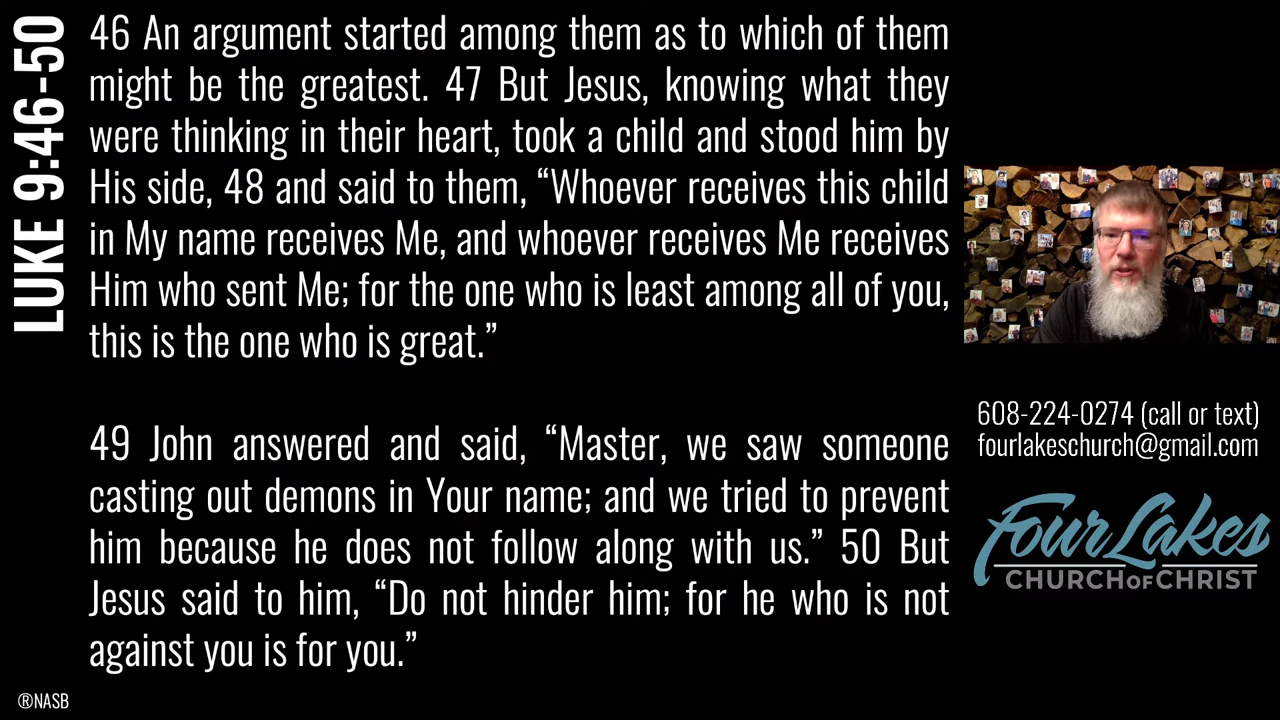 LUKE 9:46-50
46 An argument started among them as to which of them
might be the greatest. 47 But Jesus, knowing what they
were thinking in their heart, took a child and stood him by
His side, 48 and said to them, “Whoever receives this child
in My name receives Me, and whoever receives Me receives
Him who sent Me; for the one who is least among all of you,
this is the one who is great.”
49 John answered and said, “Master, we saw someone
casting out demons in Your name; and we tried to prevent
him because he does not follow along with us.” 50 But
Jesus said to him, “Do not hinder him; for he who is not
against you is for you.”
®NASB
608-224-0274 (call or text)
fourlakeschurch@gmail.com
Four Lakes
CHURCH OF CHRIST